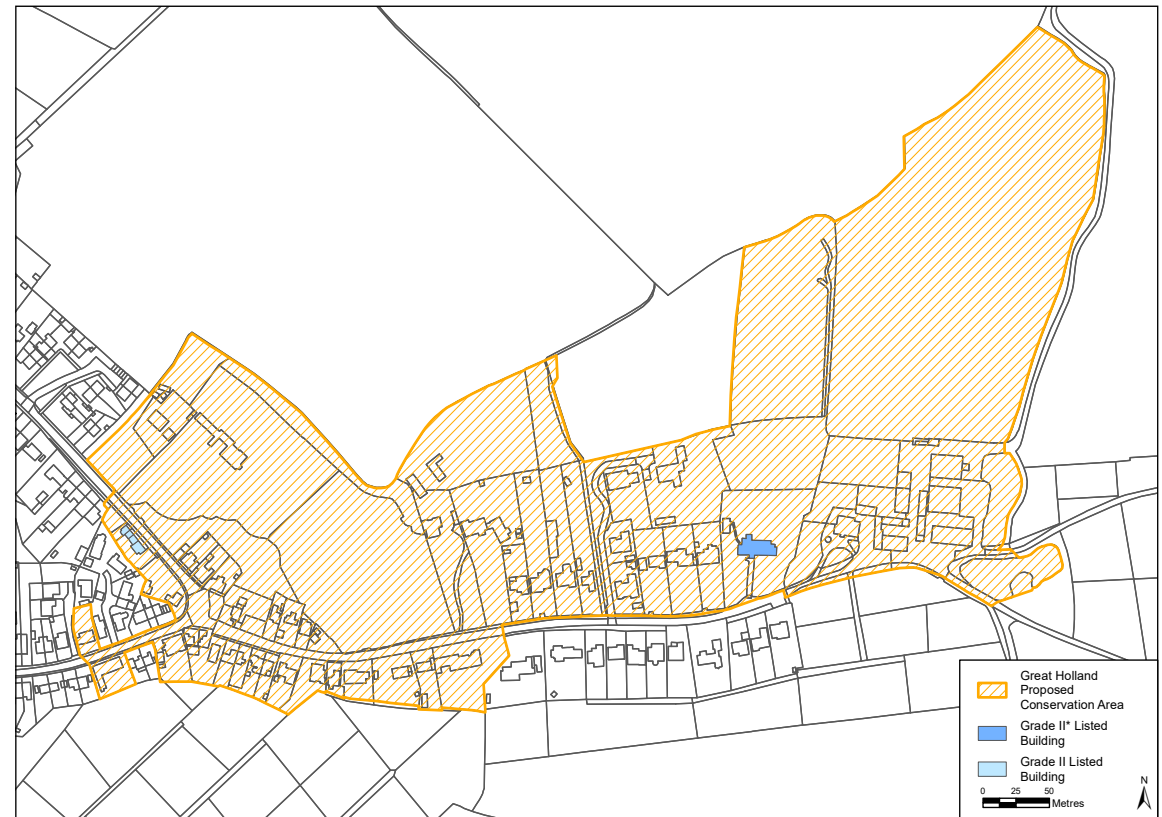 Great Holland
Proposed
Conservation Area
Grade II* Listed
Building
Grade II Listed
Building
N
0 25 50
Metres